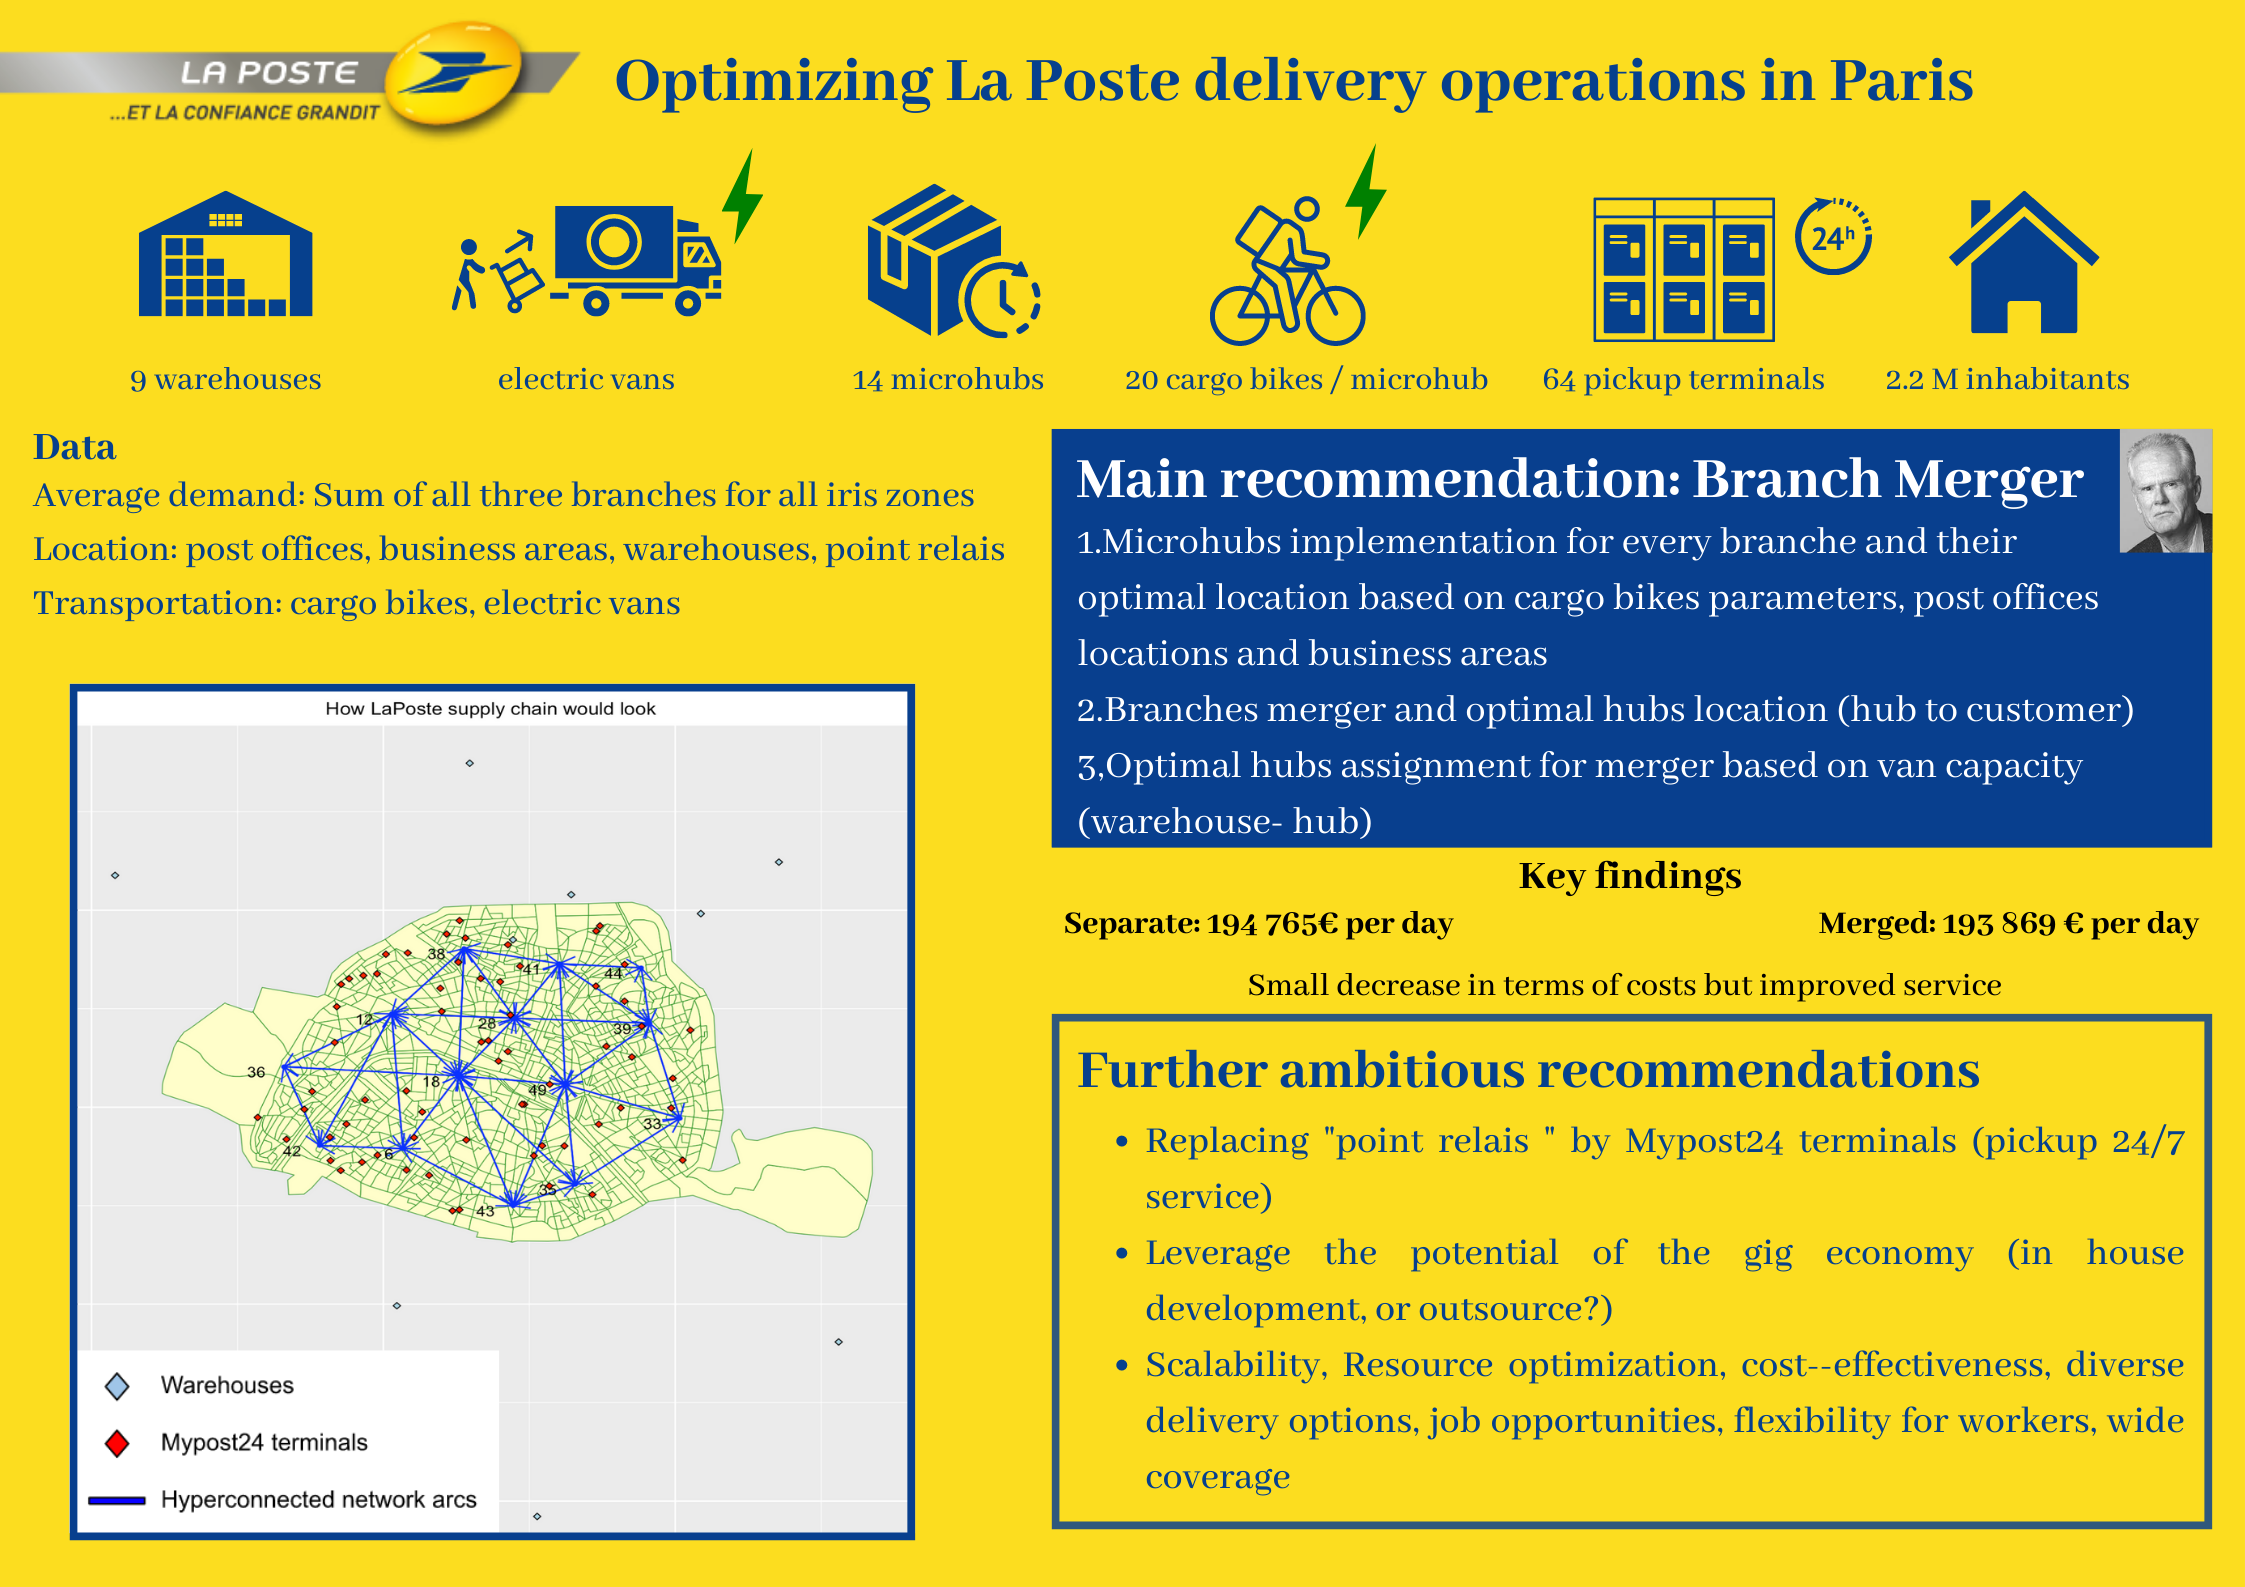 LA POSTE
...ET LA CONFIANCE GRANDIT
Optimizing La Poste delivery operations in Paris
24h
9 warehouses
electric vans
14 microhubs
20 cargo bikes / microhub
64 pickup terminals
2.2 M inhabitants
Data
Average demand: Sum of all three branches for all iris zones
Location: post offices, business areas, warehouses, point relais
Transportation: cargo bikes, electric vans
How LaPoste supply chain would look
38
41
44
12
28
39
36
18
49
33
42
6
35
43
Warehouses
Mypost24 terminals
Hyperconnected network arcs
Main recommendation: Branch Merger
1.Microhubs implementation for every branche and their
optimal location based on cargo bikes parameters, post offices
locations and business areas
2.Branches merger and optimal hubs location (hub to customer)
3,Optimal hubs assignment for merger based on van capacity
(warehouse- hub)
Key findings
Separate: 194 765€ per day
Merged: 193 869 € per day
Small decrease in terms of costs but improved service
Further ambitious recommendations
• Replacing "point relais " by Mypost24 terminals (pickup 24/7
service)
• Leverage the potential of the gig economy (in house
development, or outsource?)
• Scalability, Resource optimization, cost--effectiveness, diverse
delivery options, job opportunities, flexibility for workers, wide
coverage